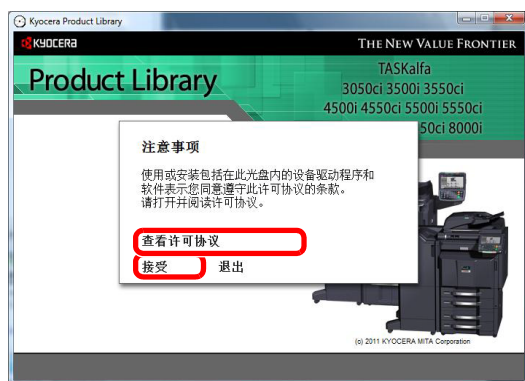 Kyocera Product Library
KYOCERA
THE NEW VALUE FRONTIER
Product Library
TASKalfa
3050ci 3500i 3550ci
4500i 4550ci 5500i 5550ci
50ci 8000i
注意事项
使用或安装包括在此光盘内的设备驱动程序和
软件表示您同意遵守此许可协议的条款。
请打开并阅读许可协议。
查看许可协议
接受 退出
(c) 2011 KYOCERA MITA Corporation